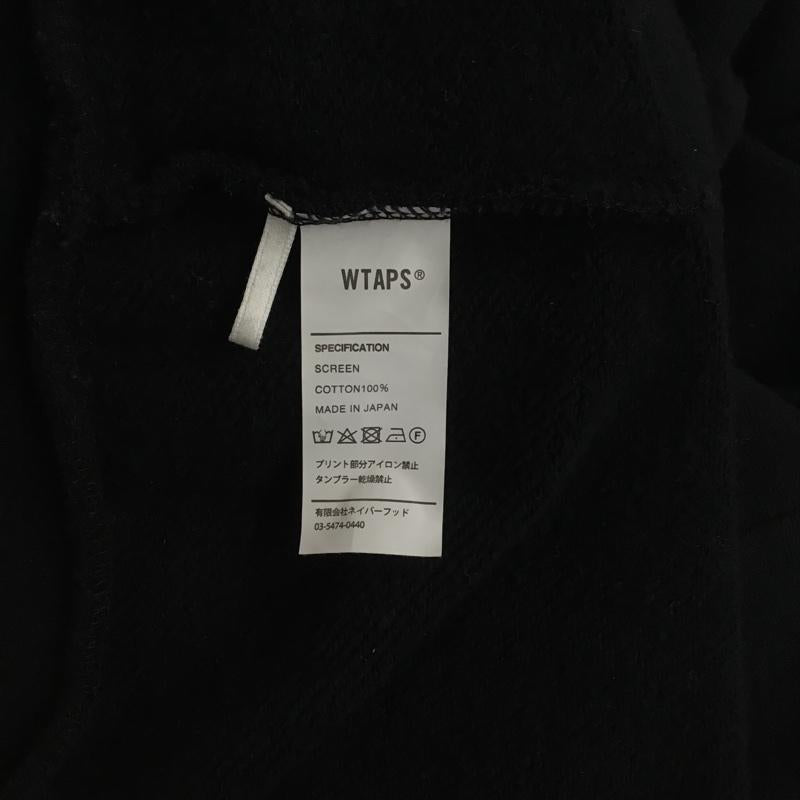 WTAPS®
SPECIFICATION
SCREEN
COTTON100%
MADE IN JAPAN
F
プリント部分アイロン禁止
タンブラー乾燥禁止
有限会社ネイバーフッド
03-5474-0440